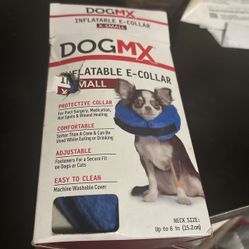 DOGMX
INFLATABLE E-COLLAR
X-SMALL
DOGMX
INFLATABLE E-COLLAR
X-SMALL
PROTECTIVE COLLAR
For Post Surgery, Medication,
Hot Spots & Wound Healing
COMFORTABLE
Softer Than A Cone & Can Be
Used While Eating or Drinking
ADJUSTABLE
Fasteners For a Secure Fit
on Dogs or Cats
EASY TO CLEAN
Machine Washable Cover
NECK SIZE:
Up to 6 in (15.2cm)